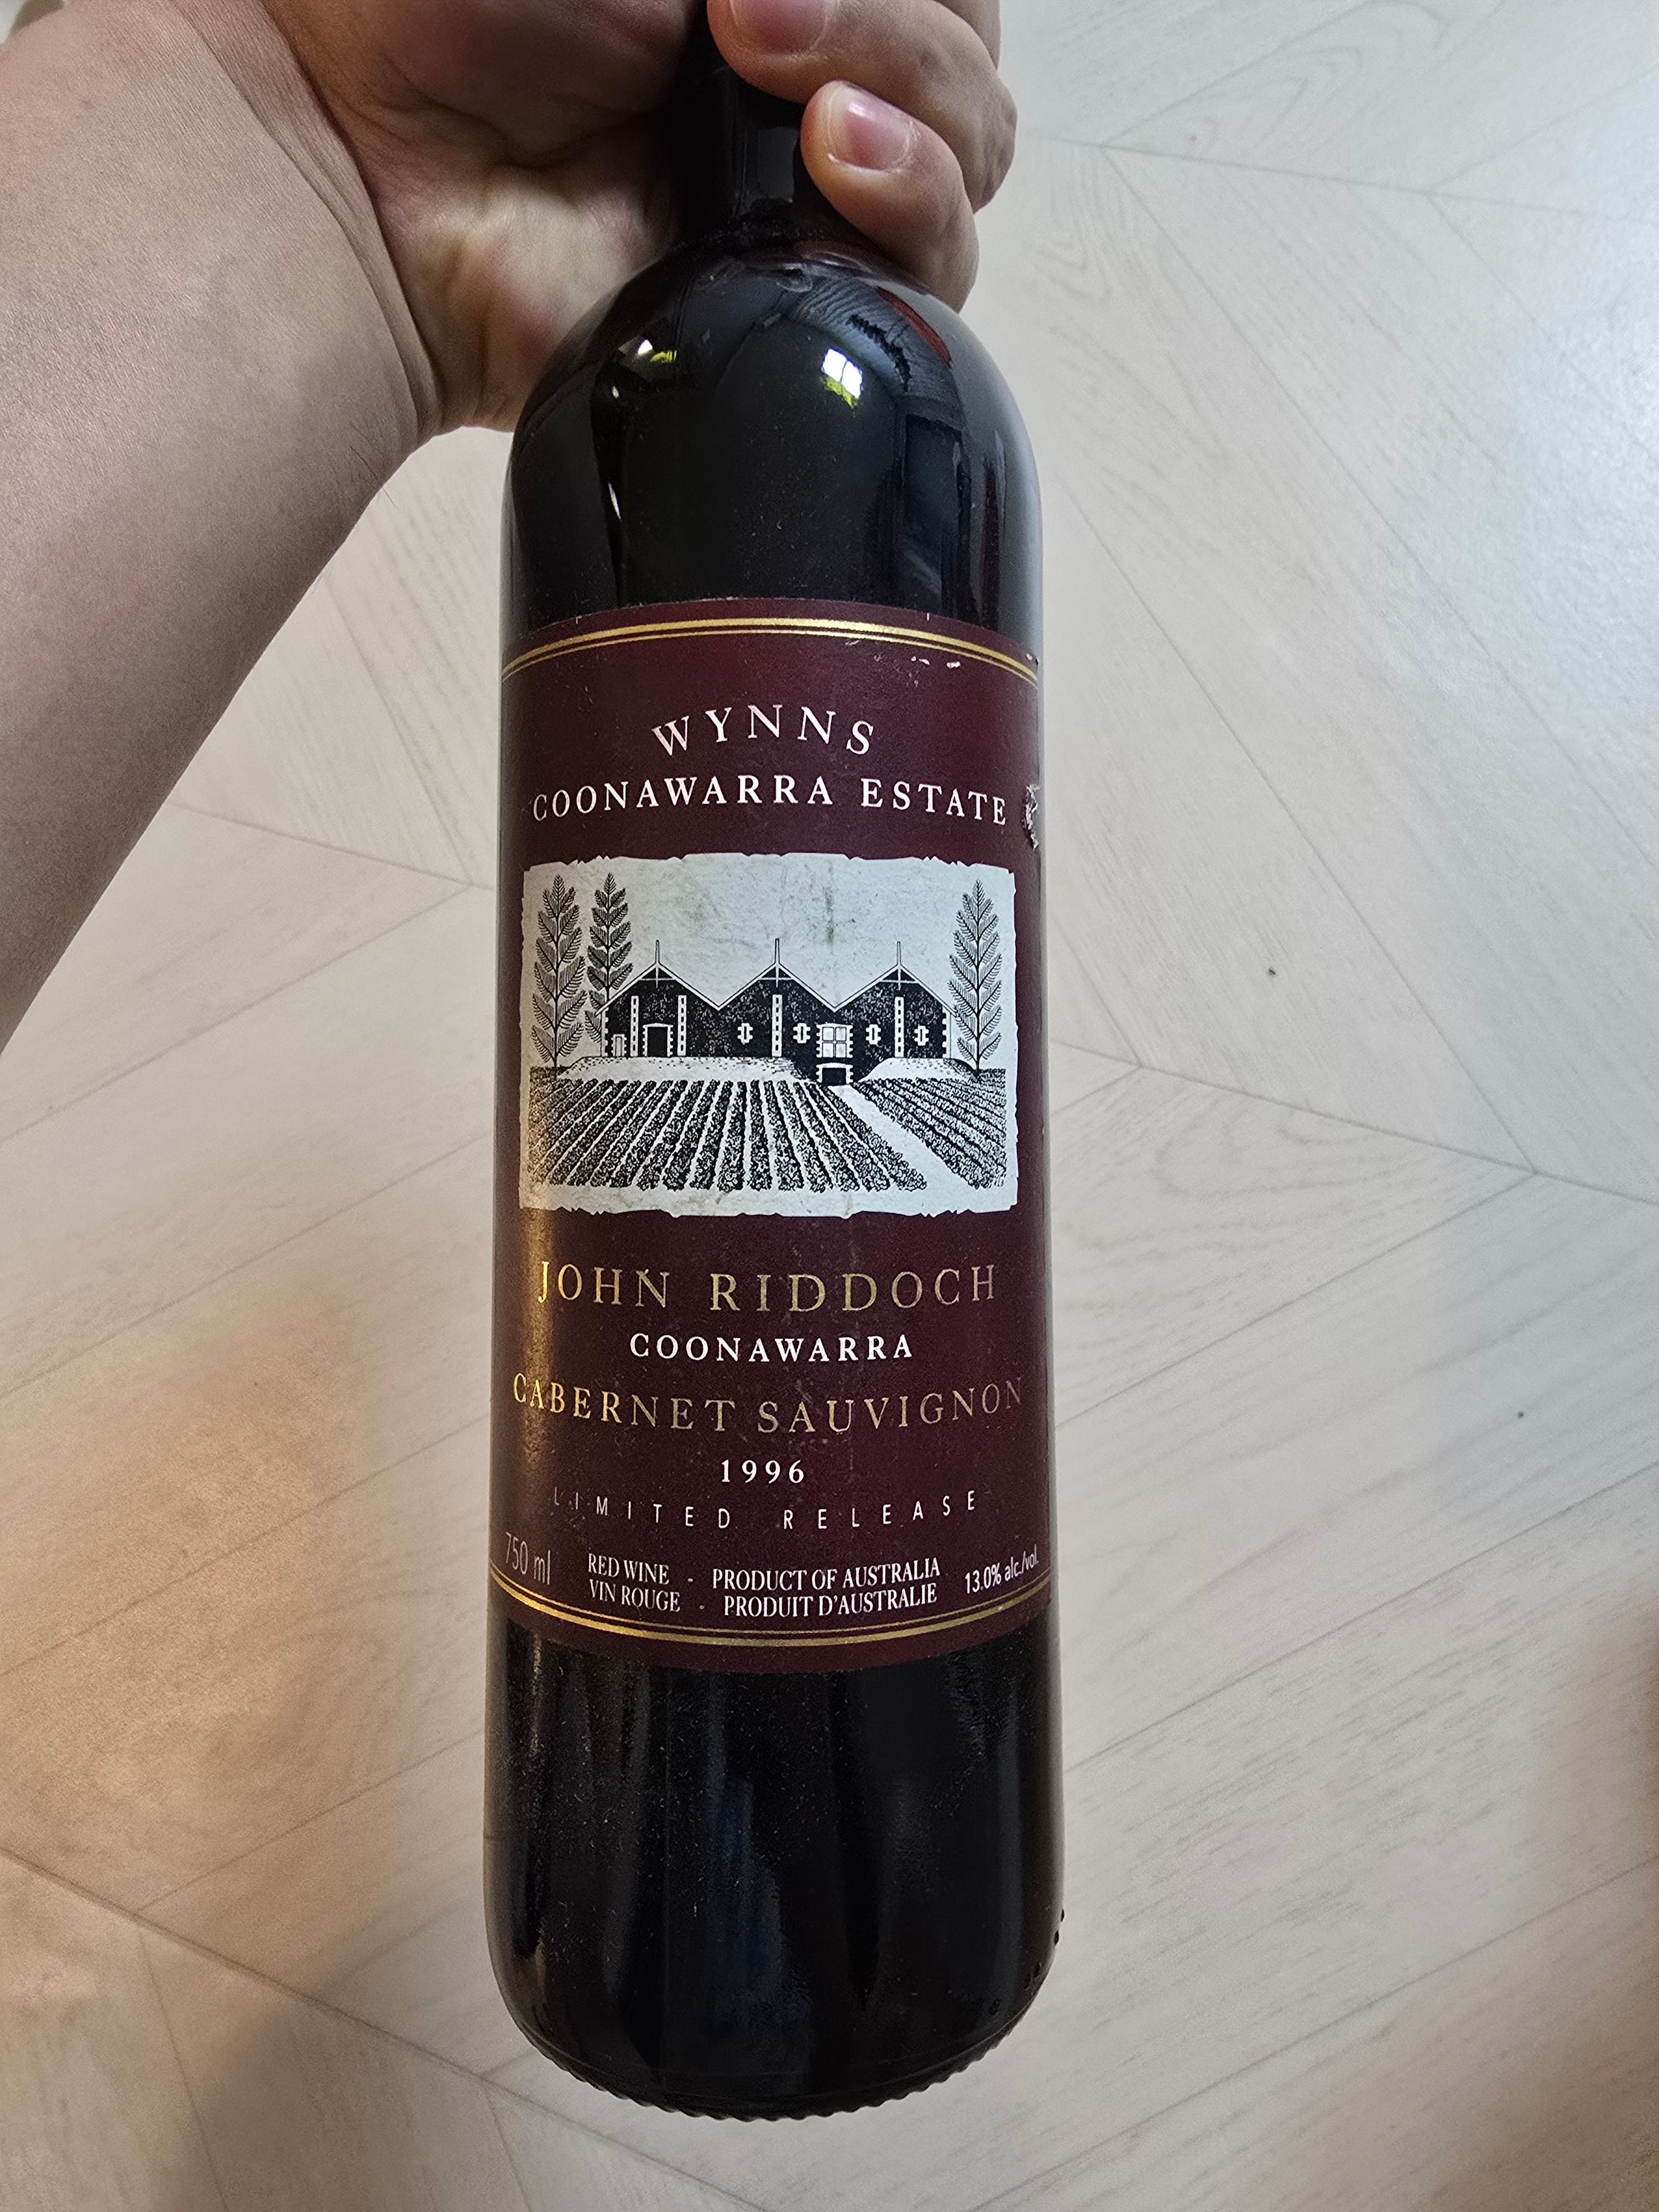 WYNNS
COONAWARRA ESTATE
JOHN RIDDOCH
COONAWARRA
CABERNET SAUVIGNON
1996
LIMITED RELEASE
750 ml
RED WINE - PRODUCT OF AUSTRALIA
VIN ROUGE - PRODUIT D'AUSTRALIE
13.0% alc./vol.